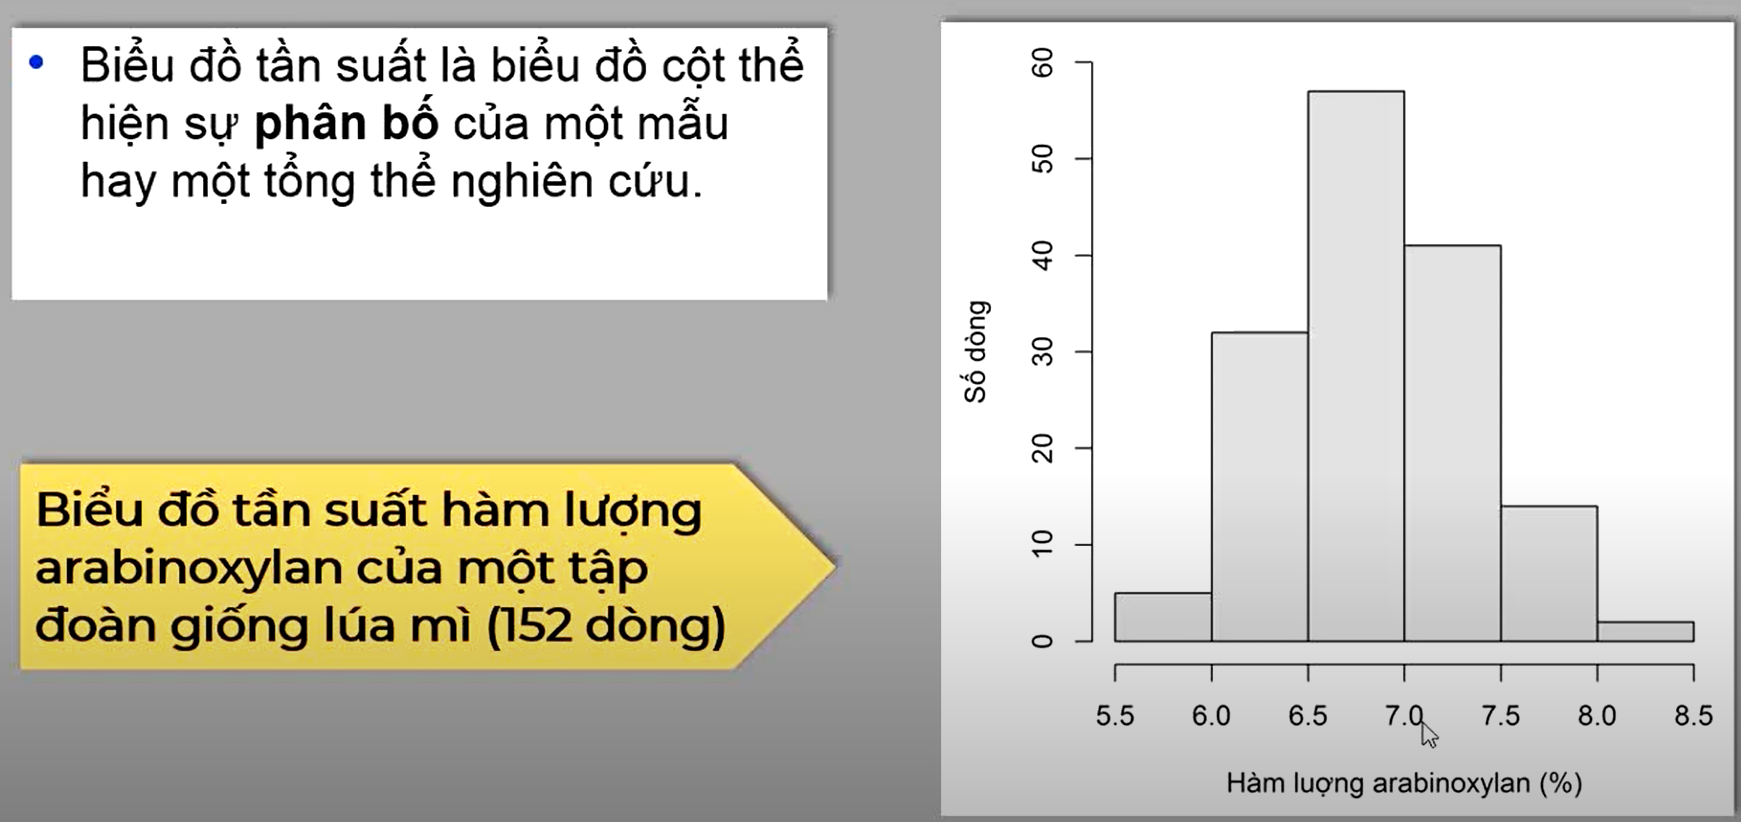 • Biểu đồ tần suất là biểu đồ cột thể
hiện sự phân bố của một mẫu
hay một tổng thể nghiên cứu.
Biểu đồ tần suất hàm lượng
arabinoxylan của một tập
đoàn giống lúa mì (152 dòng)
60
50
40
30
20
10
0
Số dòng
5.5 6.0 6.5 7.0 7.5 8.0 8.5
Hàm lượng arabinoxylan (%)